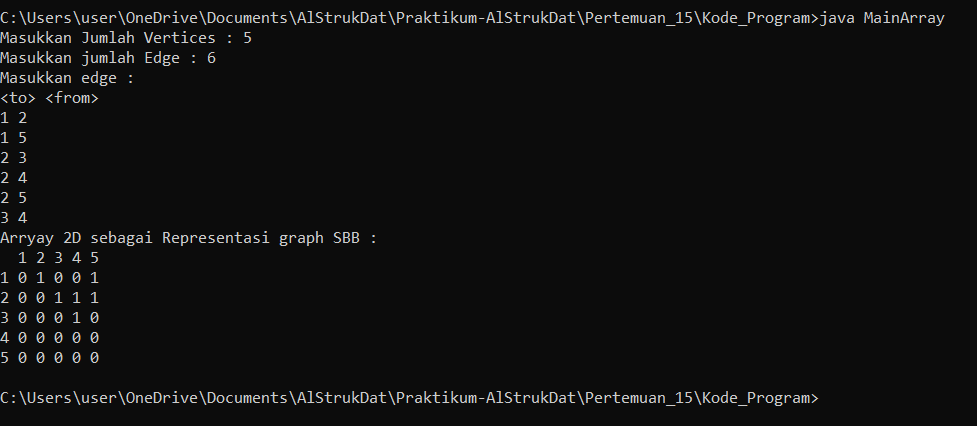 C:\Users\user\OneDrive\Documents\AlStrukDat\Praktikum-AlStrukDat\Pertemuan_15\Kode_Program>java MainArray
Masukkan Jumlah Vertices : 5
Masukkan jumlah Edge : 6
Masukkan edge :
<to> <from>
1 2
1 5
2 3
2 4
2 5
3 4
Arryay 2D sebagai Representasi graph SBB :
  1 2 3 4 5
1 0 1 0 0 1
2 0 0 1 1 1
3 0 0 0 1 0
4 0 0 0 0 0
5 0 0 0 0 0
C:\Users\user\OneDrive\Documents\AlStrukDat\Praktikum-AlStrukDat\Pertemuan_15\Kode_Program>